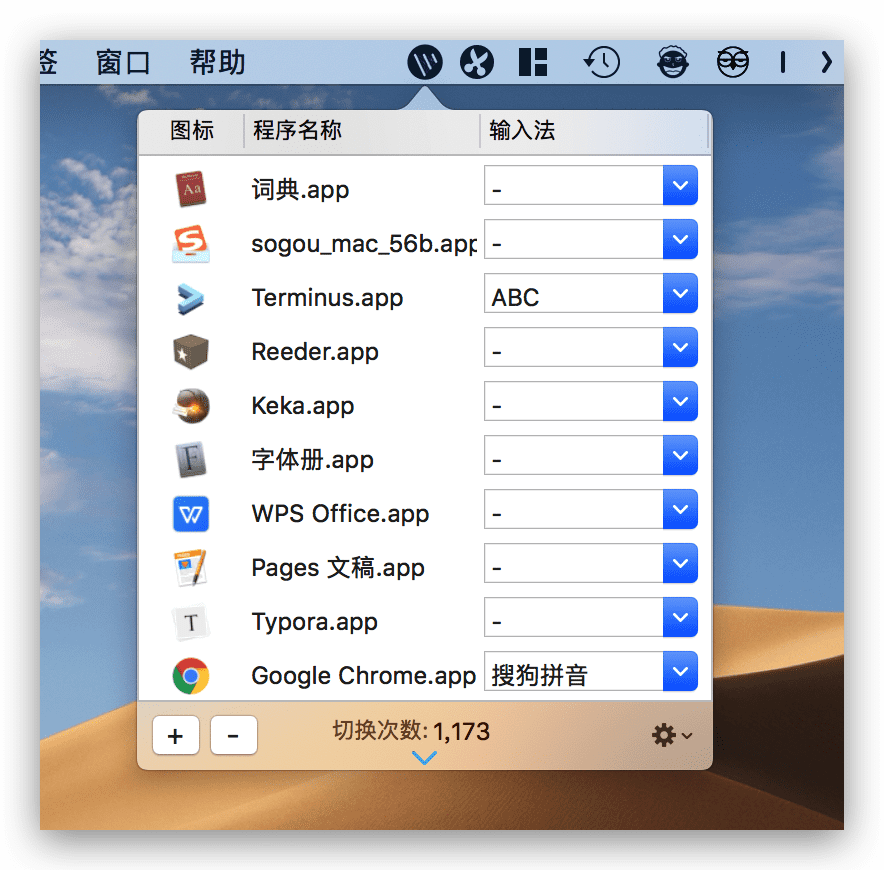 签 窗口 帮助
图标 程序名称 输入法
词典.app -
sogou_mac_56b.app -
Terminus.app ABC
Reeder.app -
Keka.app -
字体册.app -
WPS Office.app -
Pages 文稿.app -
Typora.app -
Google Chrome.app 搜狗拼音
+ - 切换次数: 1,173